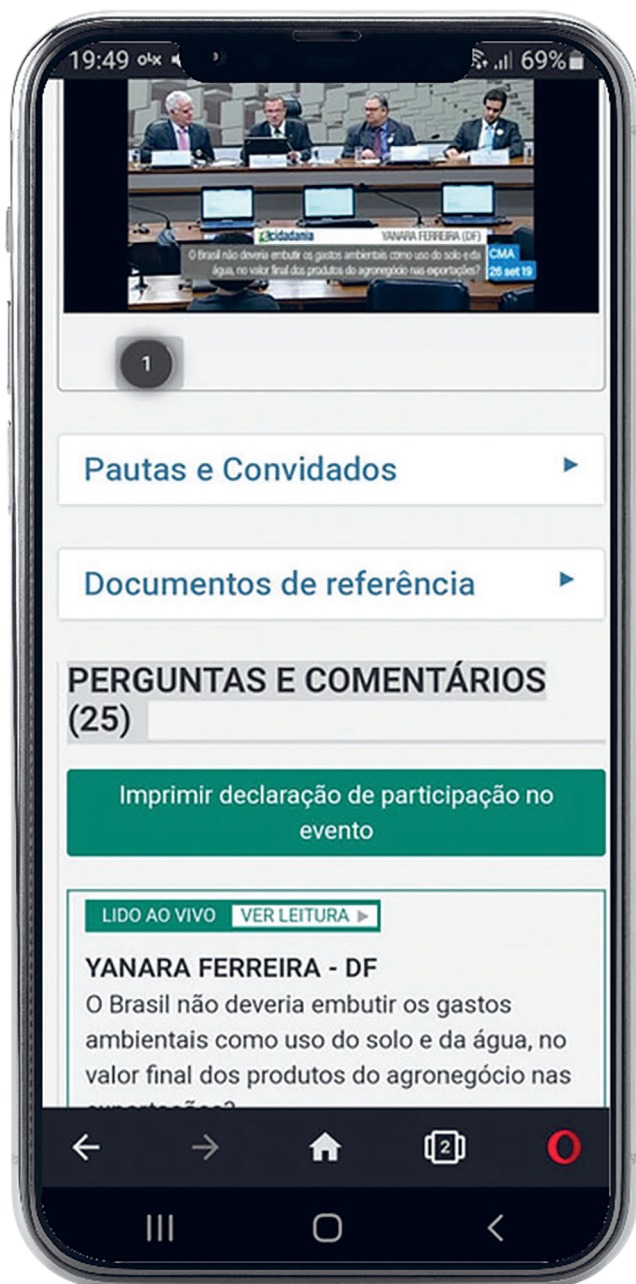 19:49 69%
e-cidadania YANARA FERREIRA (DF)
O Brasil não deveria embutir os gastos ambientais como uso do solo e da
água, no valor final dos produtos do agronegócio nas exportações?
CMA
26 set 19
1
Pautas e Convidados
Documentos de referência
PERGUNTAS E COMENTÁRIOS
(25)
Imprimir declaração de participação no
evento
LIDO AO VIVO VER LEITURA
YANARA FERREIRA - DF
O Brasil não deveria embutir os gastos
ambientais como uso do solo e da água, no
valor final dos produtos do agronegócio nas
exportações?
2